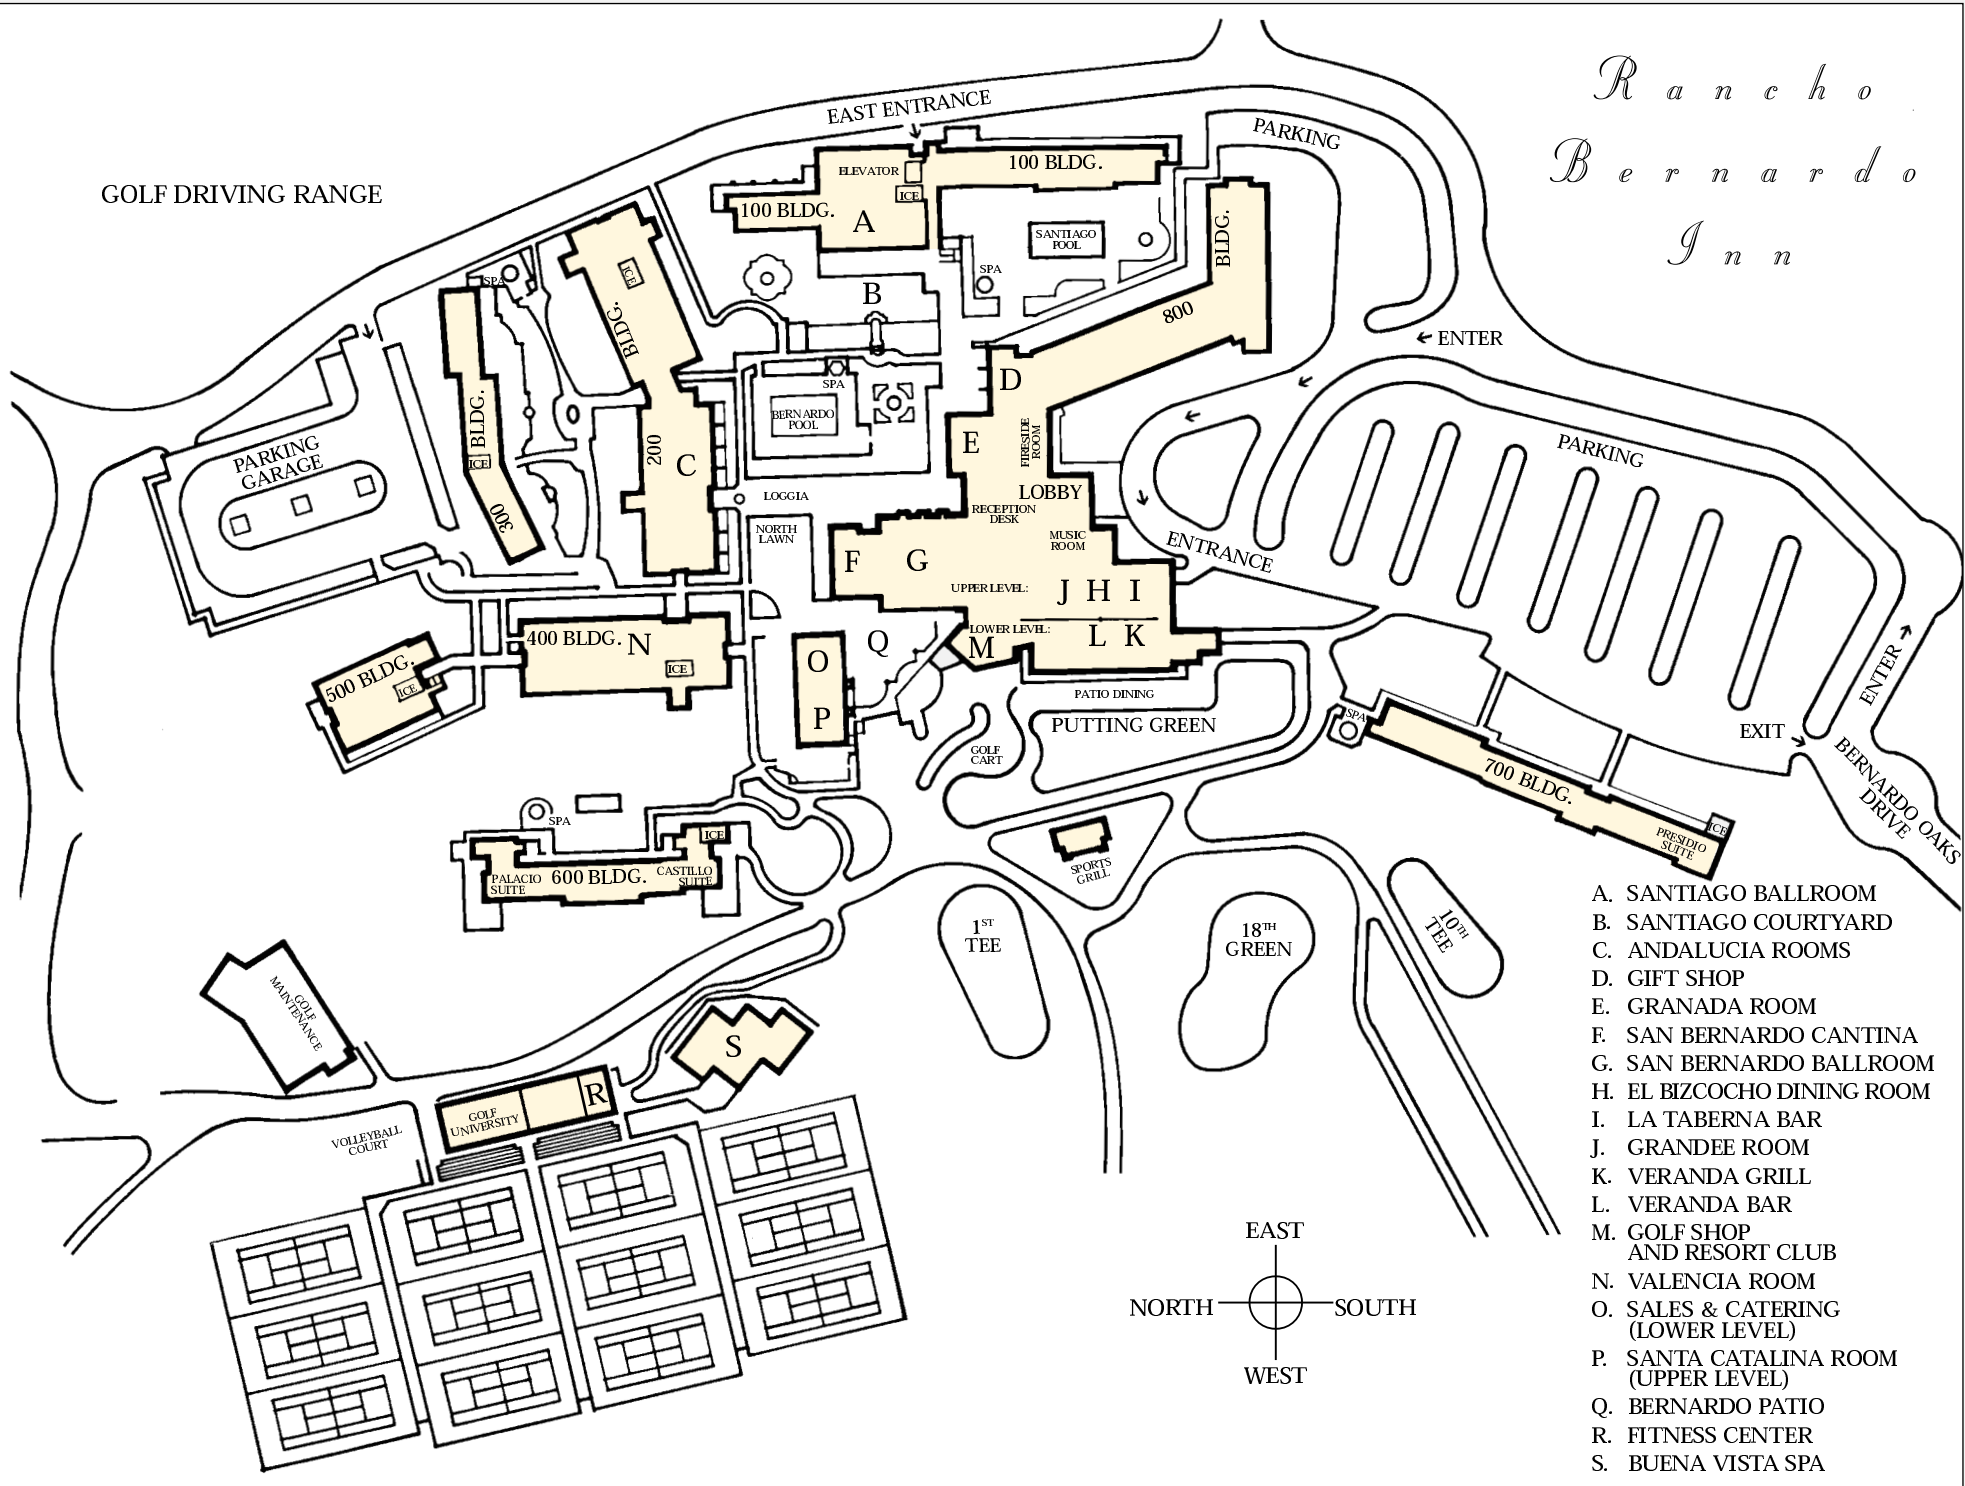 Rancho
Bernardo
Inn
EAST ENTRANCE
PARKING
GOLF DRIVING RANGE
ELEVATOR
100 BLDG.
ICE
100 BLDG.
A
SANTIAGO
POOL
BLDG.
SPA
SPA
ICE
B
BLDG.
800
ENTER
D
SPA
BERNARDO
POOL
BLDG.
E
FIRESIDE
ROOM
PARKING
GARAGE
PARKING
ICE
200
C
LOBBY
LOGGIA
RECEPTION
DESK
300
NORTH
LAWN
MUSIC
ROOM
F
G
ENTRANCE
UPPER LEVEL:
J H I
LOWER LEVEL:
L K
M
400 BLDG.
N
ICE
O
Q
P
500 BLDG.
ICE
PATIO DINING
PUTTING GREEN
GOLF
CART
SPA
ENTER
EXIT
BERNARDO OAKS
DRIVE
700 BLDG.
PRESIDIO
SUITE
ICE
SPA
ICE
PALACIO
SUITE
600 BLDG.
CASTILLO
SUITE
SPORTS
GRILL
1ST
TEE
18TH
GREEN
10TH
TEE
GOLF
MAINTENANCE
S
R
GOLF
UNIVERSITY
VOLLEYBALL
COURT
EAST
NORTH
SOUTH
WEST
A. SANTIAGO BALLROOM
B. SANTIAGO COURTYARD
C. ANDALUCIA ROOMS
D. GIFT SHOP
E. GRANADA ROOM
F. SAN BERNARDO CANTINA
G. SAN BERNARDO BALLROOM
H. EL BIZCOCHO DINING ROOM
I. LA TABERNA BAR
J. GRANDEE ROOM
K. VERANDA GRILL
L. VERANDA BAR
M. GOLF SHOP
AND RESORT CLUB
N. VALENCIA ROOM
O. SALES & CATERING
(LOWER LEVEL)
P. SANTA CATALINA ROOM
(UPPER LEVEL)
Q. BERNARDO PATIO
R. FITNESS CENTER
S. BUENA VISTA SPA